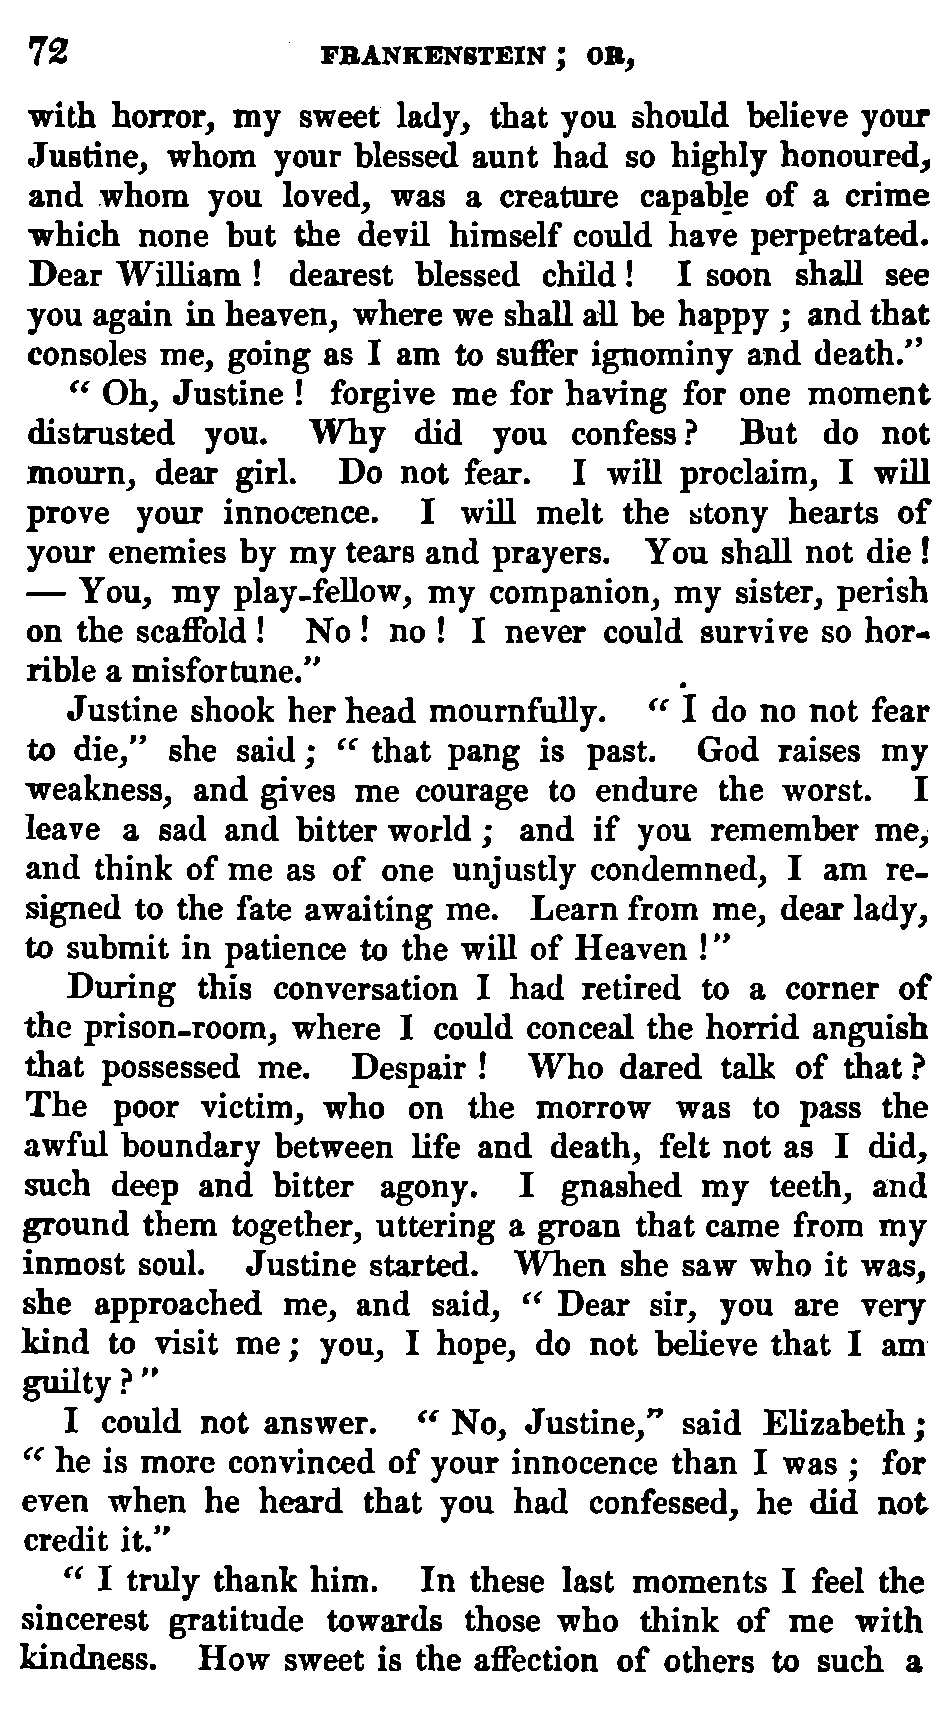 72 FRANKENSTEIN ; OR,
with horror, my sweet lady, that you should believe your
Justine, whom your blessed aunt had so highly honoured,
and whom you loved, was a creature capable of a crime
which none but the devil himself could have perpetrated.
Dear William ! dearest blessed child ! I soon shall see
you again in heaven, where we shall all be happy ; and that
consoles me, going as I am to suffer ignominy and death."
" Oh, Justine ! forgive me for having for one moment
distrusted you. Why did you confess ? But do not
mourn, dear girl. Do not fear. I will proclaim, I will
prove your innocence. I will melt the stony hearts of
your enemies by my tears and prayers. You shall not die !
— You, my play-fellow, my companion, my sister, perish
on the scaffold ! No ! no ! I never could survive so hor-
rible a misfortune."
Justine shook her head mournfully. " I do no not fear
to die," she said ; " that pang is past. God raises my
weakness, and gives me courage to endure the worst. I
leave a sad and bitter world ; and if you remember me,
and think of me as of one unjustly condemned, I am re-
signed to the fate awaiting me. Learn from me, dear lady,
to submit in patience to the will of Heaven !"
During this conversation I had retired to a corner of
the prison-room, where I could conceal the horrid anguish
that possessed me. Despair ! Who dared talk of that ?
The poor victim, who on the morrow was to pass the
awful boundary between life and death, felt not as I did,
such deep and bitter agony. I gnashed my teeth, and
ground them together, uttering a groan that came from my
inmost soul. Justine started. When she saw who it was,
she approached me, and said, " Dear sir, you are very
kind to visit me ; you, I hope, do not believe that I am
guilty ? "
I could not answer. " No, Justine," said Elizabeth ;
" he is more convinced of your innocence than I was ; for
even when he heard that you had confessed, he did not
credit it."
" I truly thank him. In these last moments I feel the
sincerest gratitude towards those who think of me with
kindness. How sweet is the affection of others to such a